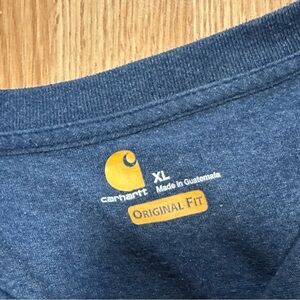 carhartt
XL
Made in Guatemala
ORIGINAL FIT